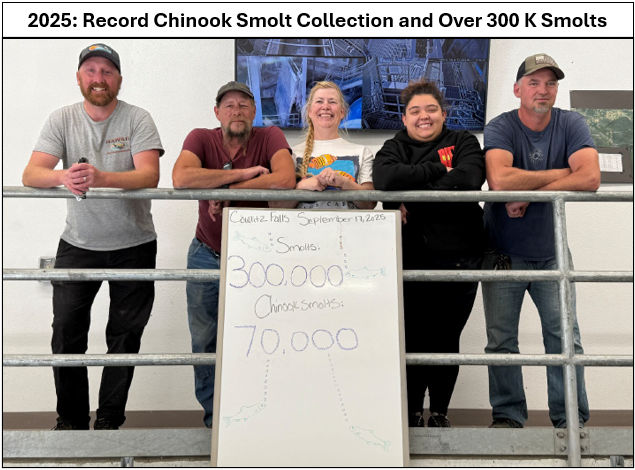 2025: Record Chinook Smolt Collection and Over 300 K Smolts
HAWAII
Cowlitz Falls September 17, 2025
Smolts:
300,000
Chinook smolts:
70,000